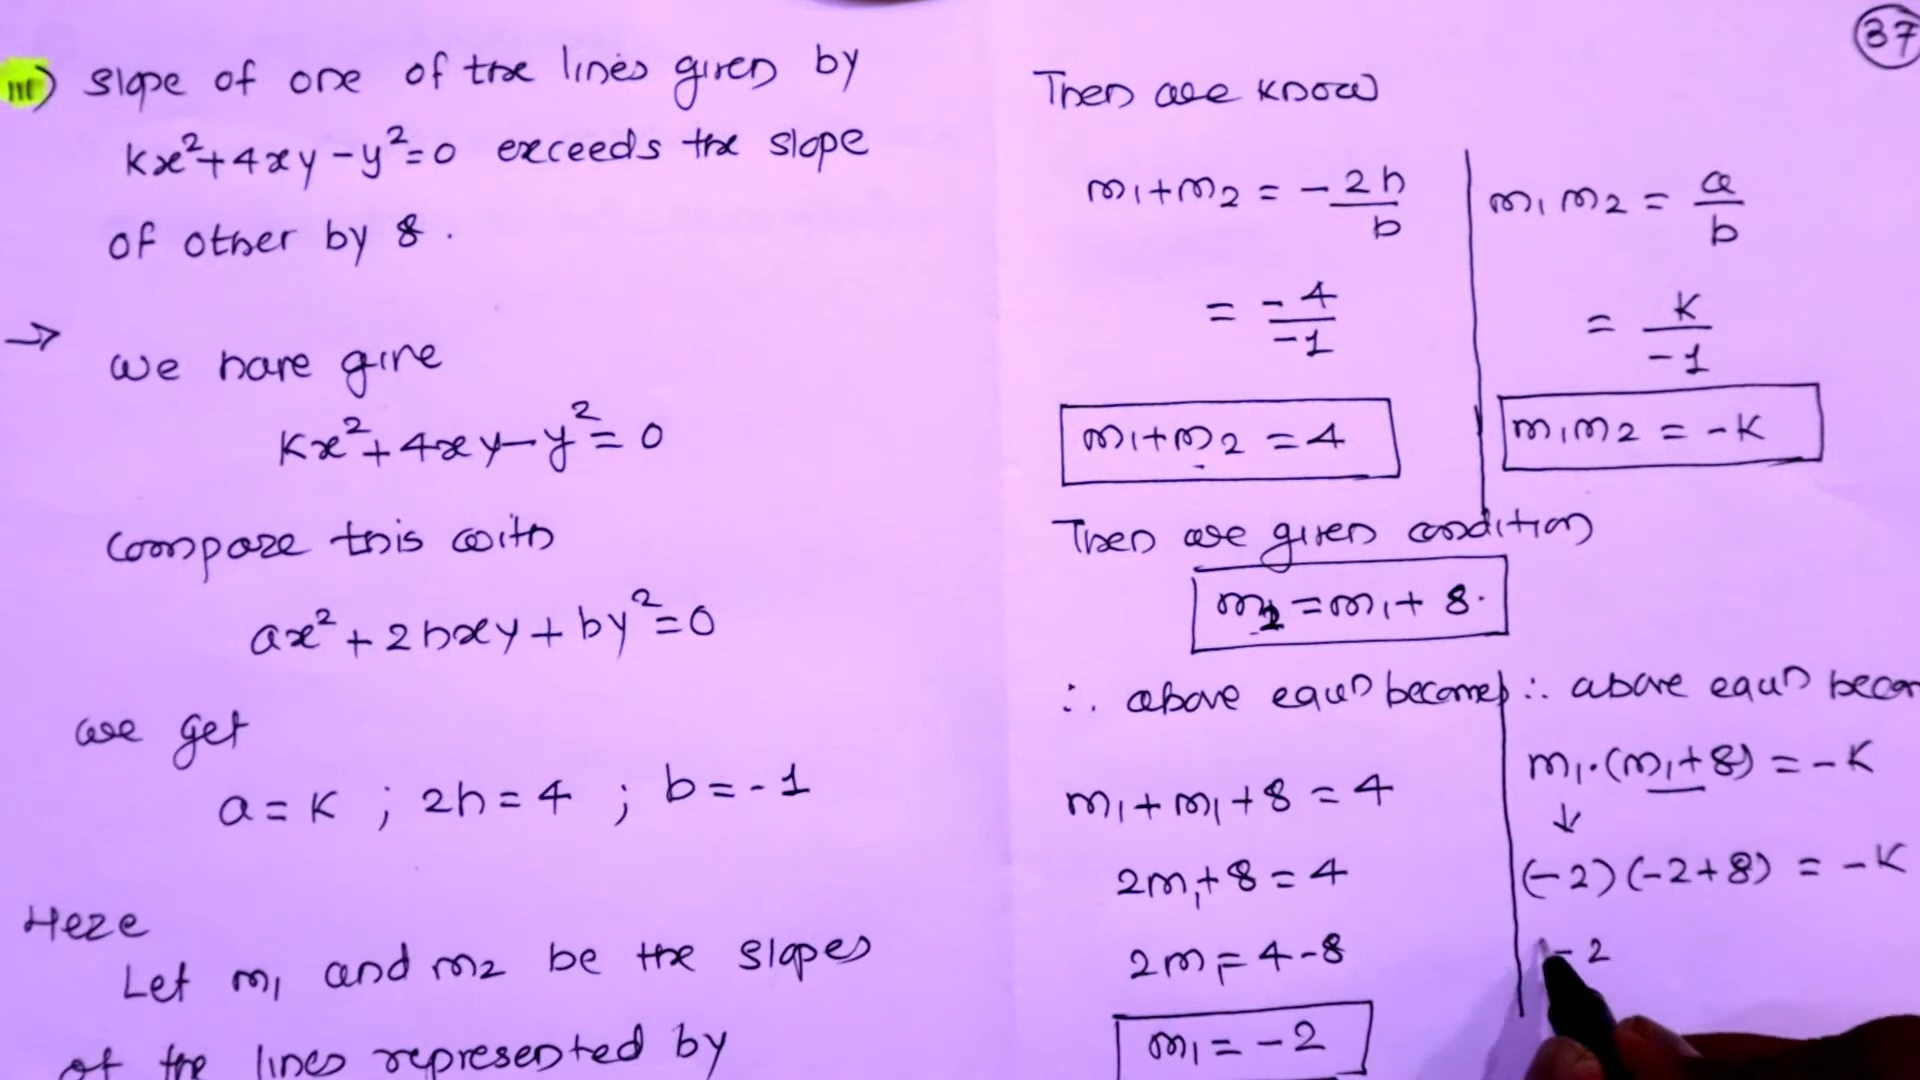 iii) slope of one of the lines given by
kx²+4xy-y²=0 exceeds the slope
of other by 8.
→ we have give
kx²+4xy-y²=0
compare this with
ax²+2hxy+by²=0
we get
a=k ; 2h=4 ; b=-1
Here
Let m₁ and m₂ be the slopes
of the lines represented by
37
Then we know
m₁+m₂ = -2h/b
= -4/-1
m₁+m₂ = 4
m₁m₂ = a/b
= k/-1
m₁m₂ = -k
Then we given condition
m₂ = m₁+8.
∴ above equn becomes
m₁+m₁+8=4
2m₁+8=4
2m₁=4-8
m₁=-2
∴ above equn becom
m₁.(m₁+8) = -k
↓
(-2)(-2+8) = -k
-2